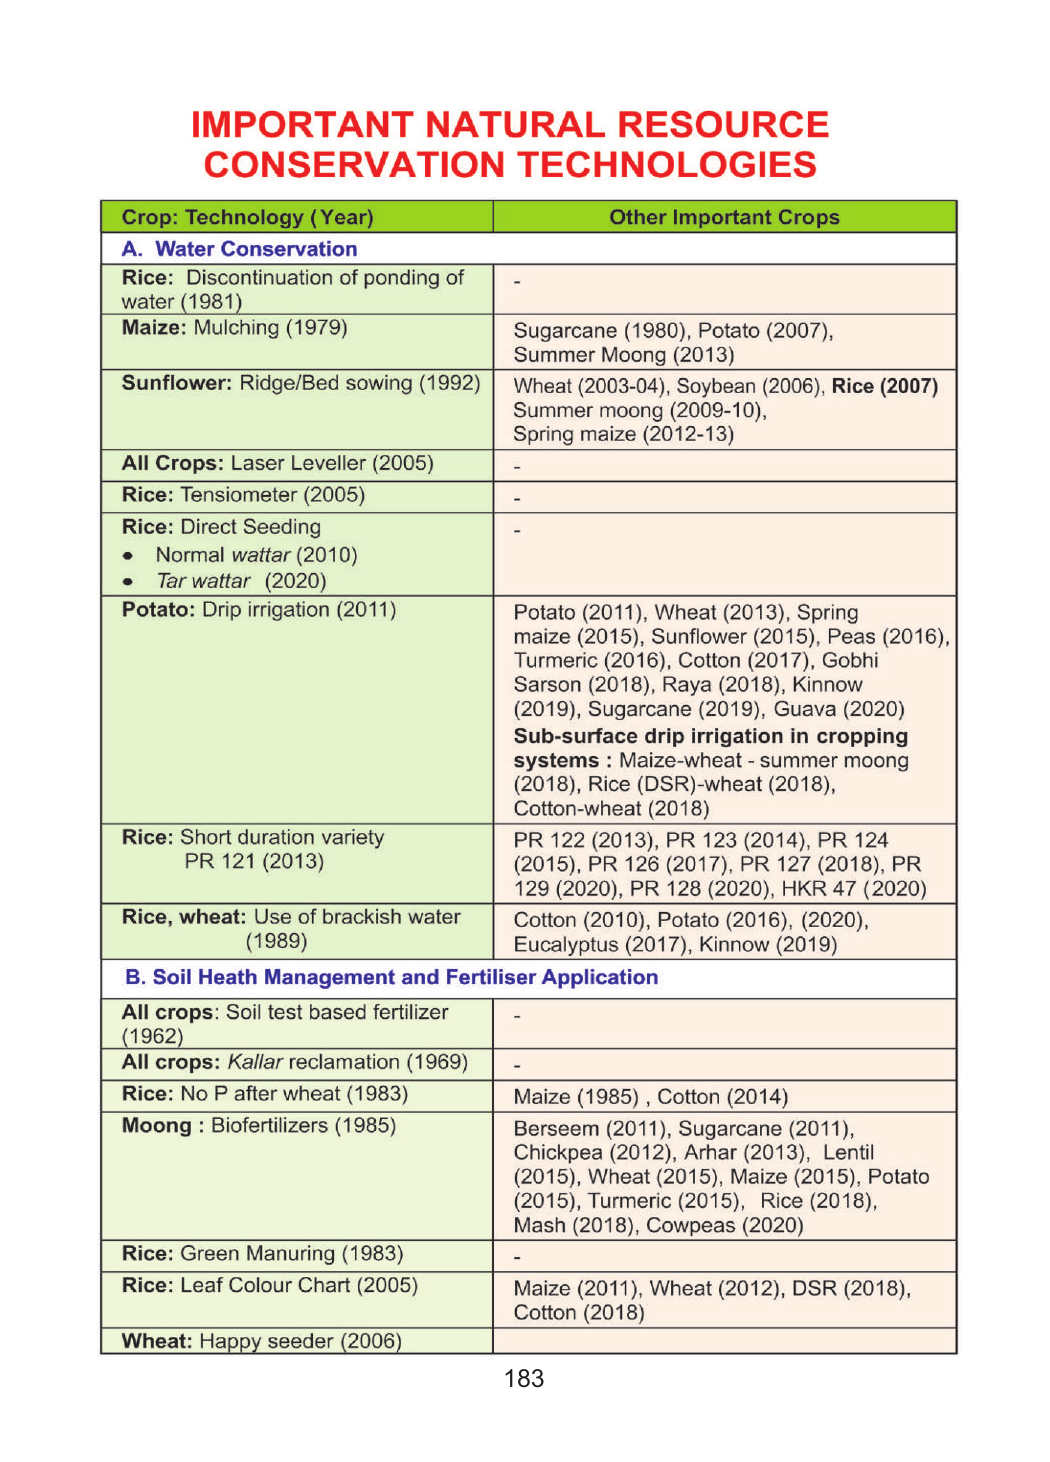 IMPORTANT NATURAL RESOURCE
CONSERVATION TECHNOLOGIES
Crop: Technology (Year)
Other Important Crops
A. Water Conservation
Rice: Discontinuation of ponding of
water (1981)
-
Maize: Mulching (1979)
Sugarcane (1980), Potato (2007),
Summer Moong (2013)
Sunflower: Ridge/Bed sowing (1992)
Wheat (2003-04), Soybean (2006), Rice (2007)
Summer moong (2009-10),
Spring maize (2012-13)
All Crops: Laser Leveller (2005)
-
Rice: Tensiometer (2005)
-
Rice: Direct Seeding
• Normal wattar (2010)
• Tar wattar (2020)
-
Potato: Drip irrigation (2011)
Potato (2011), Wheat (2013), Spring
maize (2015), Sunflower (2015), Peas (2016),
Turmeric (2016), Cotton (2017), Gobhi
Sarson (2018), Raya (2018), Kinnow
(2019), Sugarcane (2019), Guava (2020)
Sub-surface drip irrigation in cropping
systems : Maize-wheat - summer moong
(2018), Rice (DSR)-wheat (2018),
Cotton-wheat (2018)
Rice: Short duration variety
PR 121 (2013)
PR 122 (2013), PR 123 (2014), PR 124
(2015), PR 126 (2017), PR 127 (2018), PR
129 (2020), PR 128 (2020), HKR 47 (2020)
Rice, wheat: Use of brackish water
(1989)
Cotton (2010), Potato (2016), (2020),
Eucalyptus (2017), Kinnow (2019)
B. Soil Heath Management and Fertiliser Application
All crops: Soil test based fertilizer
(1962)
-
All crops: Kallar reclamation (1969)
-
Rice: No P after wheat (1983)
Maize (1985) , Cotton (2014)
Moong : Biofertilizers (1985)
Berseem (2011), Sugarcane (2011),
Chickpea (2012), Arhar (2013), Lentil
(2015), Wheat (2015), Maize (2015), Potato
(2015), Turmeric (2015), Rice (2018),
Mash (2018), Cowpeas (2020)
Rice: Green Manuring (1983)
-
Rice: Leaf Colour Chart (2005)
Maize (2011), Wheat (2012), DSR (2018),
Cotton (2018)
Wheat: Happy seeder (2006)
183